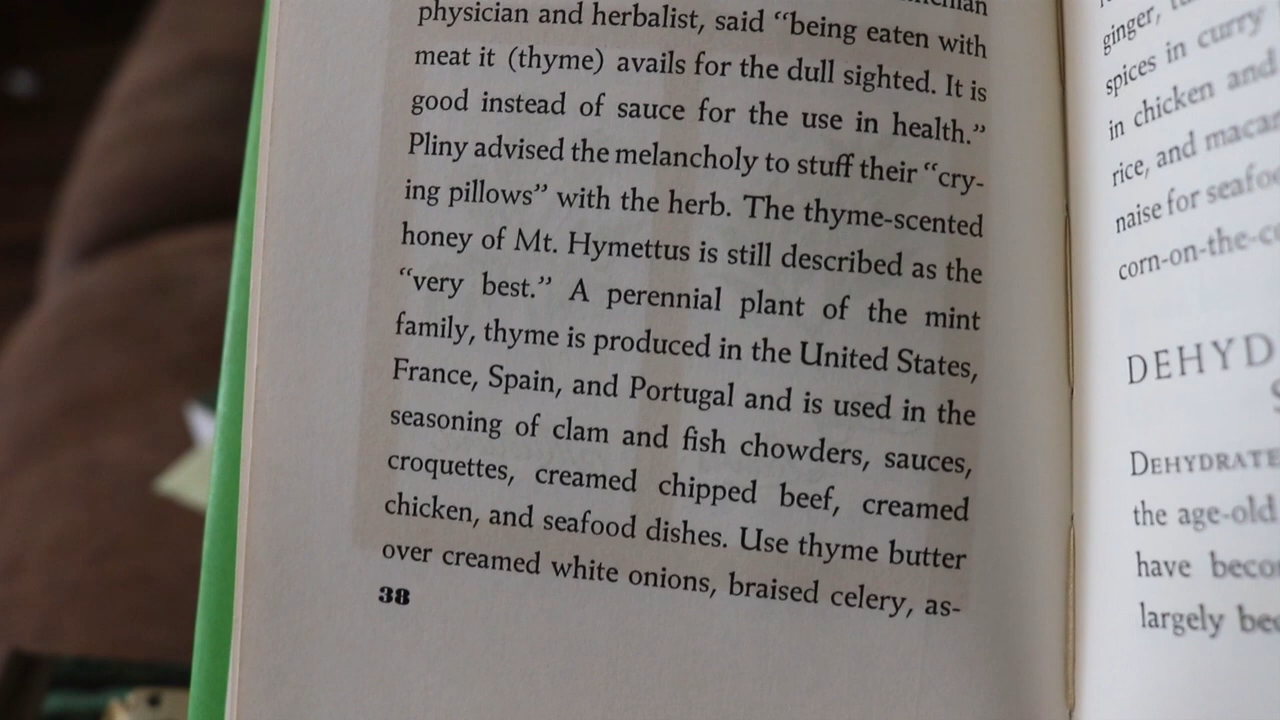 physician and herbalist, said “being eaten with
meat it (thyme) avails for the dull sighted. It is
good instead of sauce for the use in health.”
Pliny advised the melancholy to stuff their “cry-
ing pillows” with the herb. The thyme-scented
honey of Mt. Hymettus is still described as the
“very best.” A perennial plant of the mint
family, thyme is produced in the United States,
France, Spain, and Portugal and is used in the
seasoning of clam and fish chowders, sauces,
croquettes, creamed chipped beef, creamed
chicken, and seafood dishes. Use thyme butter
over creamed white onions, braised celery, as-
38
ginger,
spices in curry
in chicken and
rice, and
naise for
corn-on-the-
DEHYD
DEHYDRATE
the age-old
have
largely